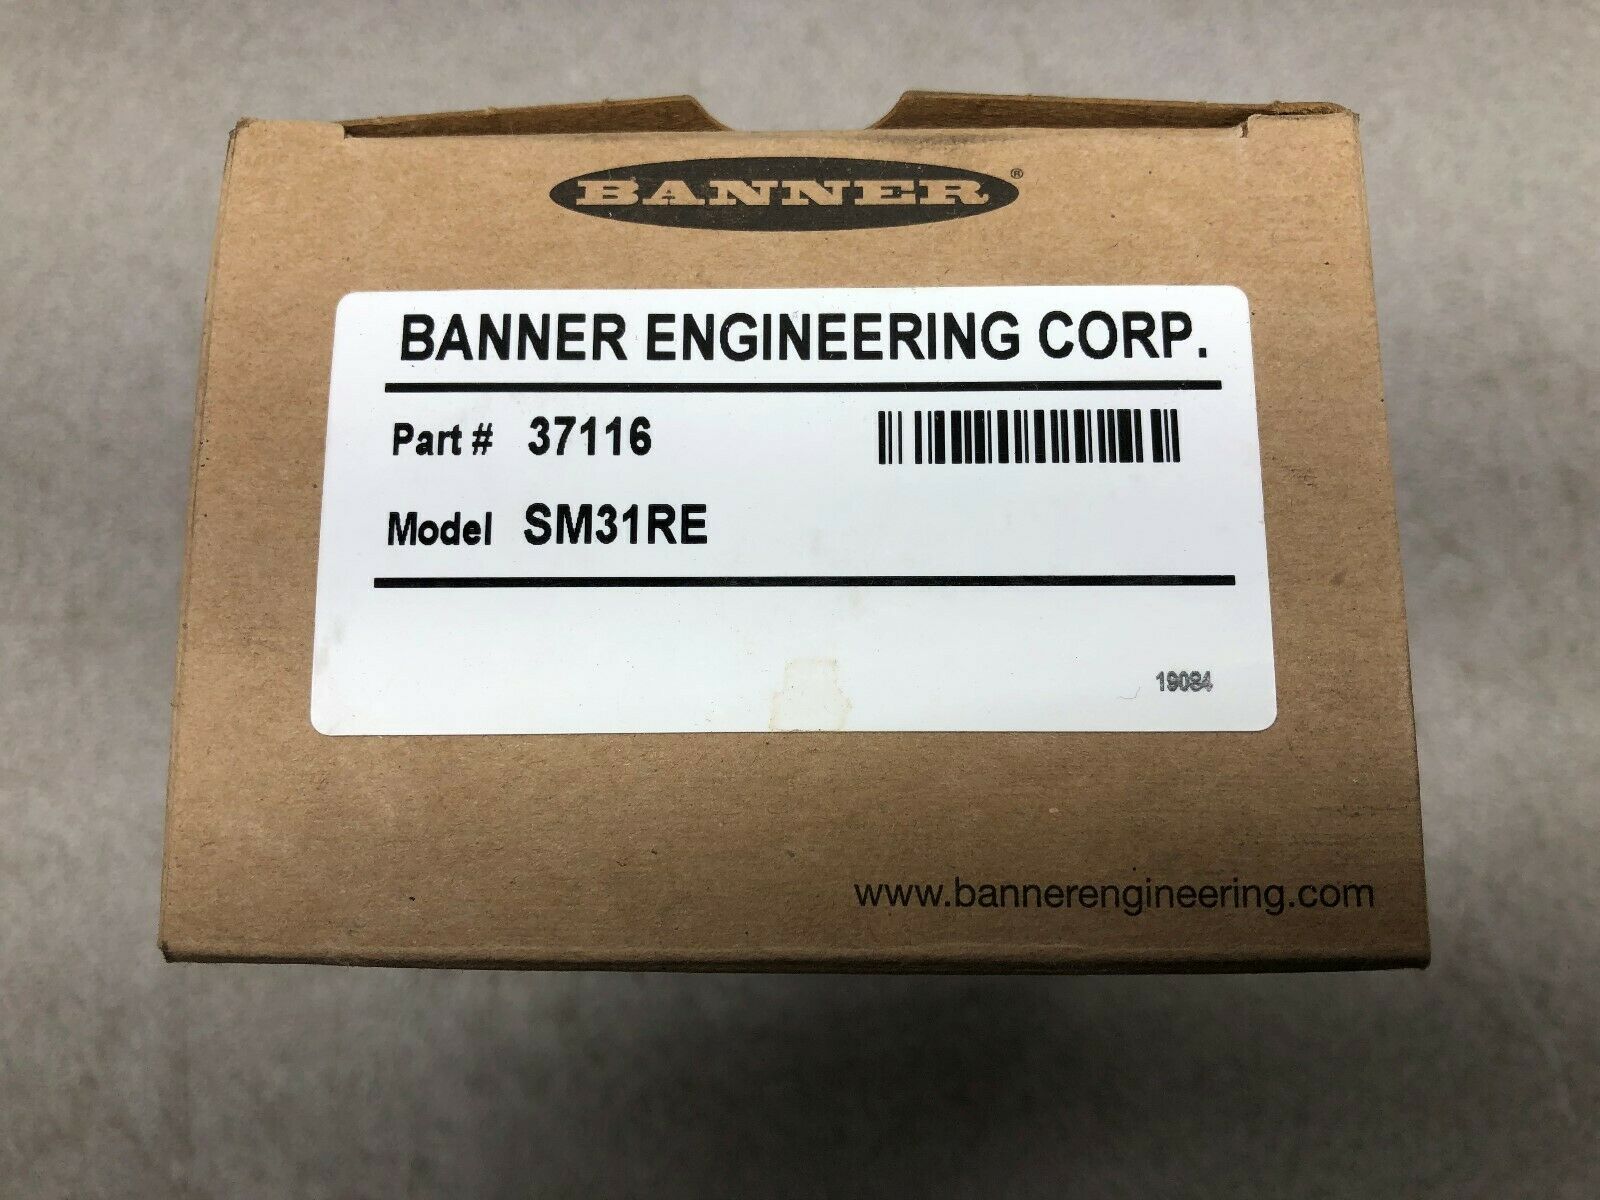 BANNER ®
BANNER ENGINEERING CORP.
Part # 37116
Model SM31RE
19084
www.bannerengineering.com